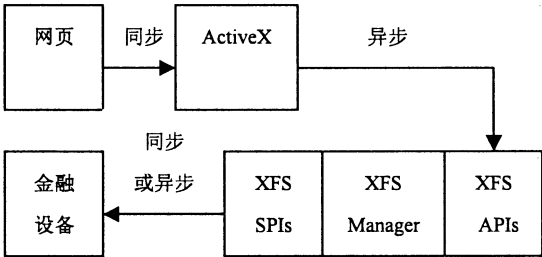 网页
同步
ActiveX
异步
同步
或异步
金融
设备
XFS
SPIs
XFS
Manager
XFS
APIs